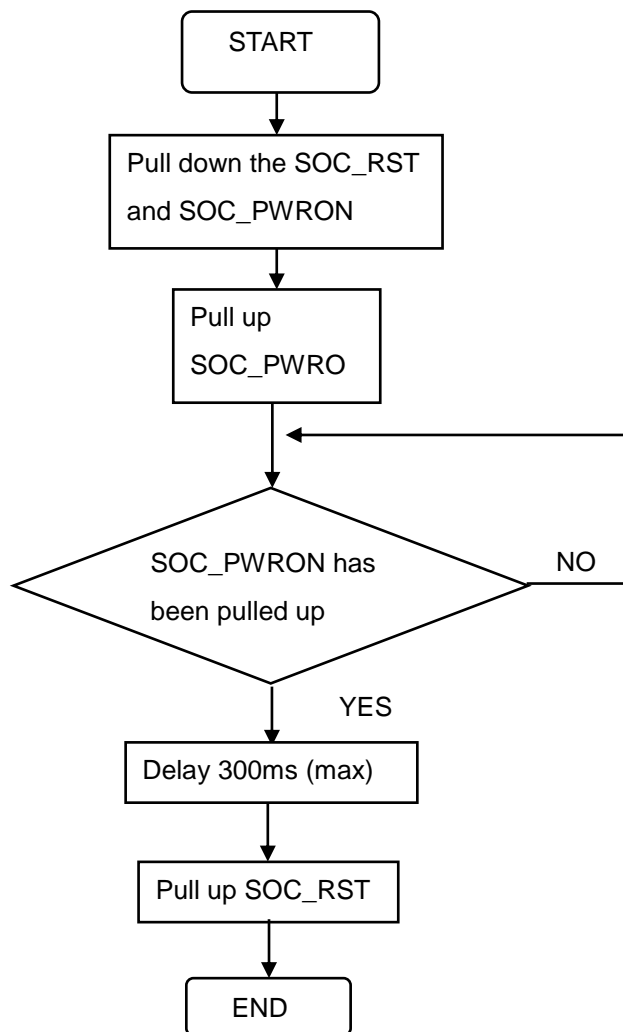 START
Pull down the SOC_RST
and SOC_PWRON
Pull up
SOC_PWRO
SOC_PWRON has
been pulled up
NO
YES
Delay 300ms (max)
Pull up SOC_RST
END